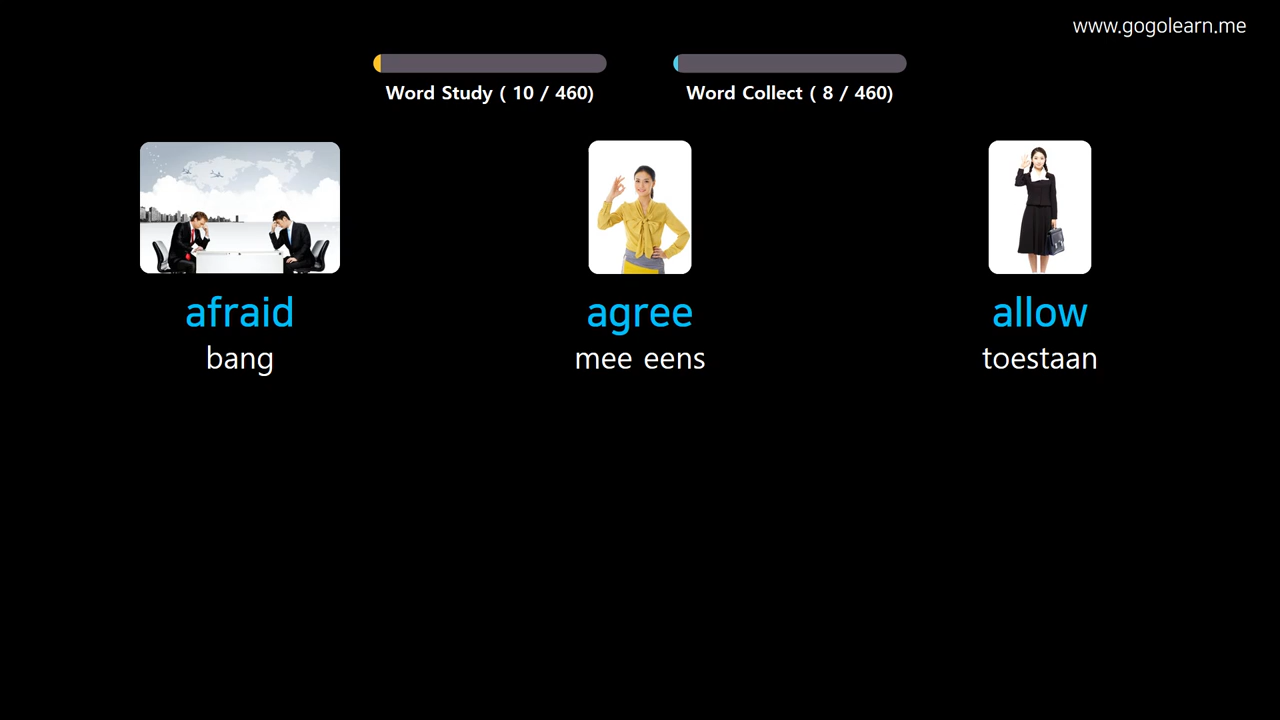 www.gogolearn.me
Word Study ( 10 / 460)
Word Collect ( 8 / 460)
afraid
bang
agree
mee eens
allow
toestaan